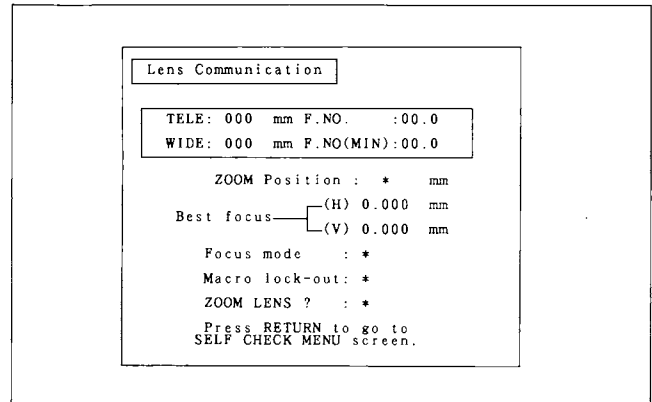 Lens Communication
TELE: 000 mm F.NO. :00.0
WIDE: 000 mm F.NO(MIN):00.0
ZOOM Position : * mm
(H) 0.000 mm
Best focus
(V) 0.000 mm
Focus mode : *
Macro lock-out: *
ZOOM LENS ? : *
Press RETURN to go to
SELF CHECK MENU screen.